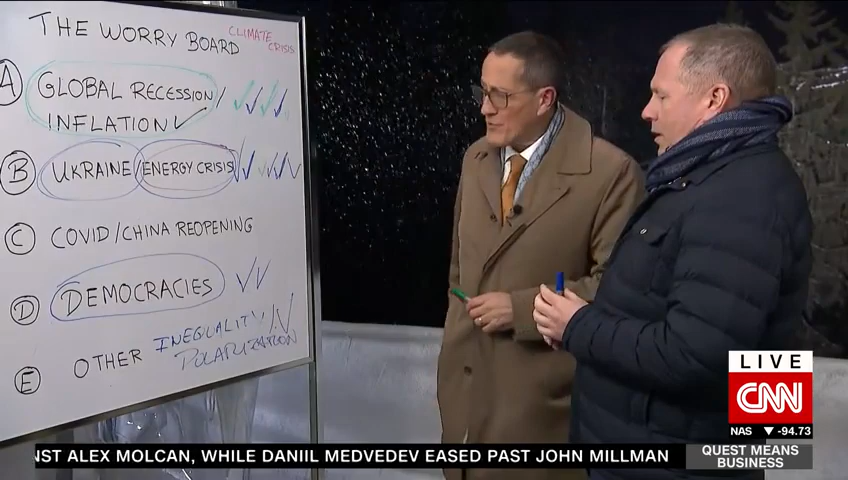 THE WORRY BOARD
CLIMATE
CRISIS
A GLOBAL RECESSION/
INFLATION
B UKRAINE/ENERGY CRISIS
C COVID/CHINA REOPENING
D DEMOCRACIES
E OTHER INEQUALITY/
POLARIZATION
LIVE
CNN
NAS ▼ -94.73
NST ALEX MOLCAN, WHILE DANIIL MEDVEDEV EASED PAST JOHN MILLMAN
QUEST MEANS
BUSINESS